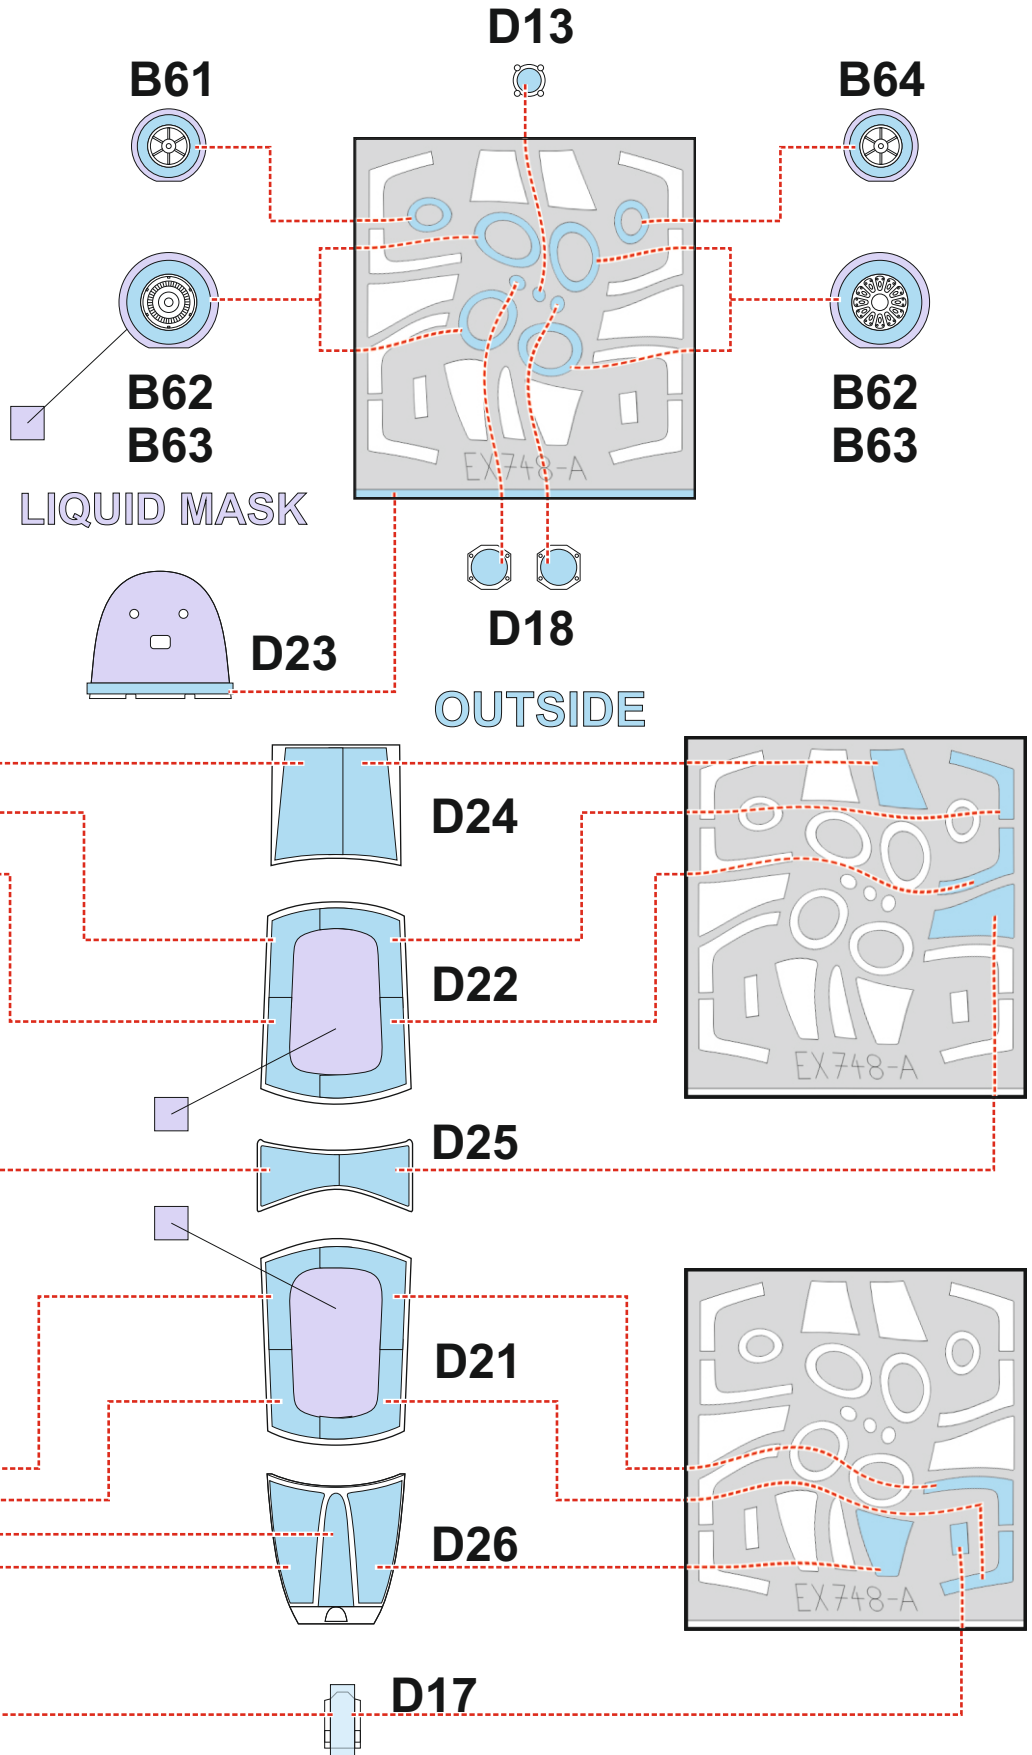 D13
B61
B64
B62
B63
B62
B63
EX748-A
LIQUID MASK
D18
D23
OUTSIDE
D24
D22
EX748-A
D25
D21
D26
EX748-A
D17